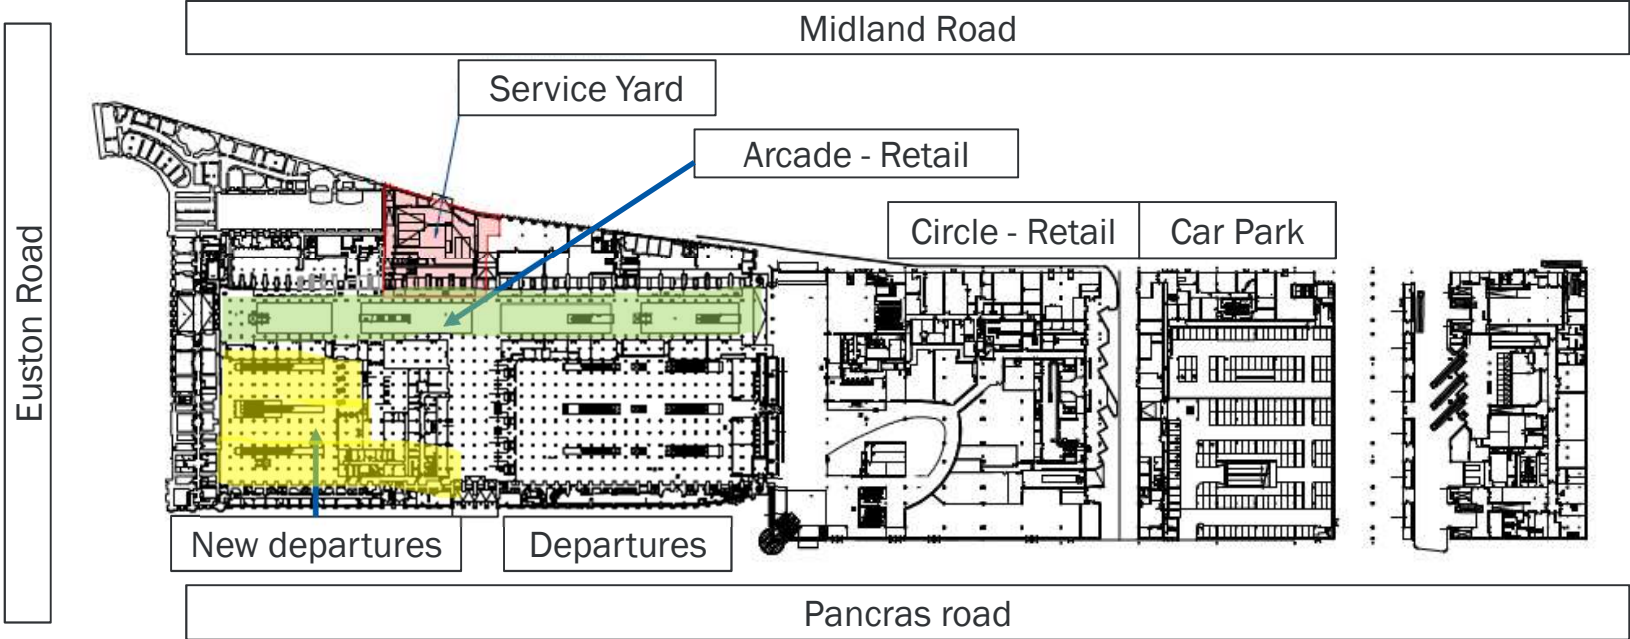 Midland Road
Service Yard
Arcade - Retail
Circle - Retail
Car Park
Euston Road
New departures
Departures
Pancras road